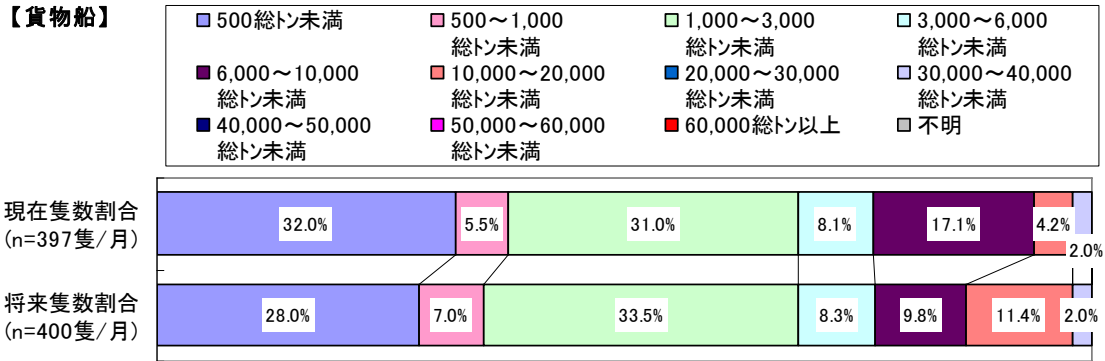 【貨物船】
500総トン未満
500～1,000
総トン未満
1,000～3,000
総トン未満
3,000～6,000
総トン未満
6,000～10,000
総トン未満
10,000～20,000
総トン未満
20,000～30,000
総トン未満
30,000～40,000
総トン未満
40,000～50,000
総トン未満
50,000～60,000
総トン未満
60,000総トン以上
不明
現在隻数割合
(n=397隻/月)
32.0%
5.5%
31.0%
8.1%
17.1%
4.2%
2.0%
将来隻数割合
(n=400隻/月)
28.0%
7.0%
33.5%
8.3%
9.8%
11.4%
2.0%